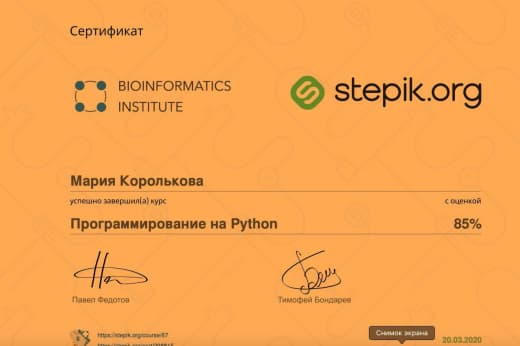 Сертификат
BIOINFORMATICS
INSTITUTE
stepik.org
Мария Королькова
успешно завершил(а) курс с оценкой
Программирование на Python 85%
Павел Федотов
Тимофей Бондарев
Снимок экрана
https://stepik.org/course/67
20.03.2020